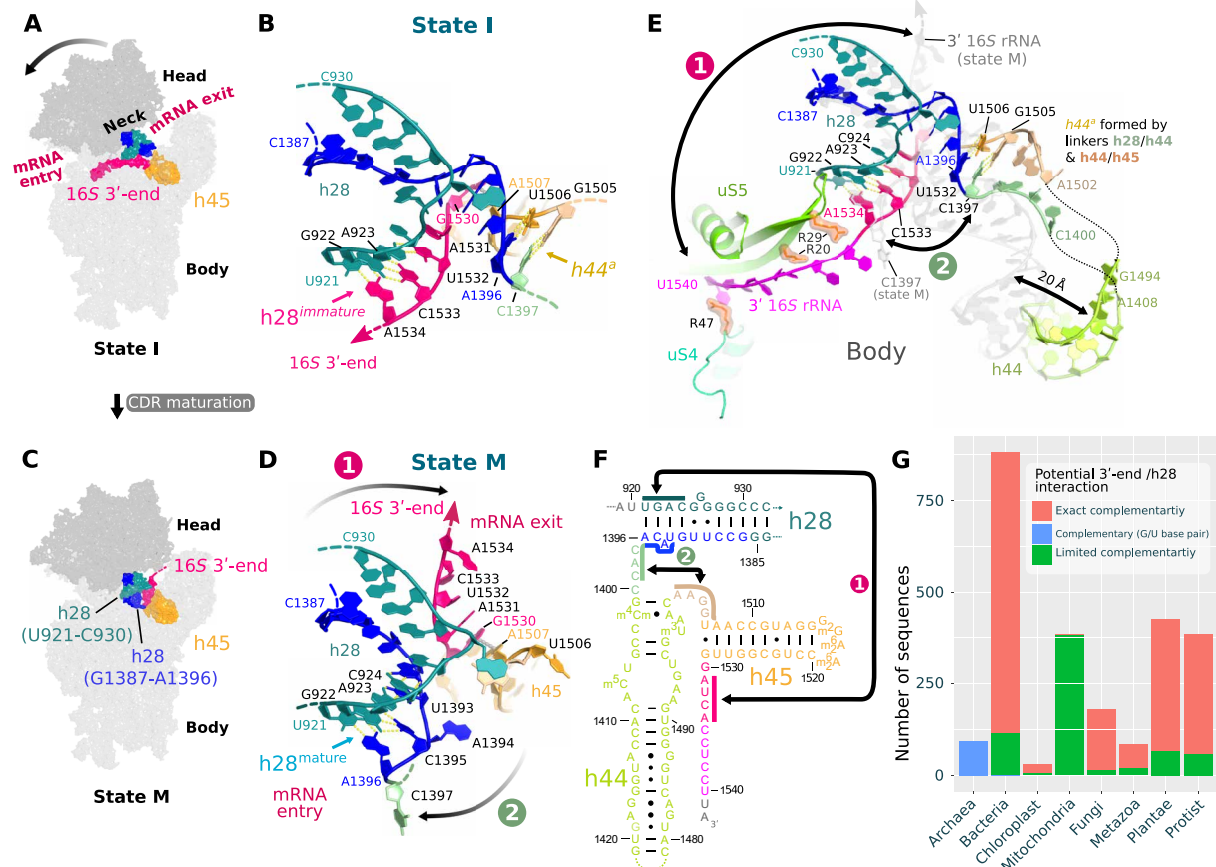 A
Head
Neck
mRNA exit
mRNA
entry
16S 3′-end
h45
Body
State I
CDR maturation
B
State I
C930
C1387
h28
G922
A923
U921
h28immature
16S 3′-end
A1534
C1533
U1532
A1531
G1530
A1396
C1397
A1507
U1506
G1505
h44a
C
Head
16S 3′-end
h28
(U921-C930)
h28
(G1387-A1396)
h45
Body
State M
D
1
State M
16S 3′-end
mRNA exit
C930
A1534
C1533
U1532
A1531
G1530
A1507
U1506
C1387
h28
h45
C924
A923
G922
U921
U1393
A1394
C1395
h28mature
A1396
mRNA
entry
C1397
2
E
1
3′ 16S rRNA
(state M)
C930
C1387
h28
U1506
G1505
h44a formed by
linkers h28/h44
& h44/h45
C924
A923
G922
U921
A1396
U1532
C1397
A1502
uS5
A1534
C1533
C1400
R29
R20
2
C1397
(state M)
U1540
3′ 16S rRNA
20 Å
G1494
A1408
R47
uS4
Body
h44
F
920
930
G
AUUGACGGGGCCC
h28
1396
ACUUGUUCCGGG
A
1385
2
1
1400
1510
1530
1520
h45
1410
1490
h44
1540
3′
1420
1480
G
Number of sequences
750
500
250
0
Potential 3′-end /h28
interaction
Exact complementartiy
Complementary (G/U base pair)
Limited complementartiy
Archaea
Bacteria
Chloroplast
Mitochondria
Fungi
Metazoa
Plantae
Protist